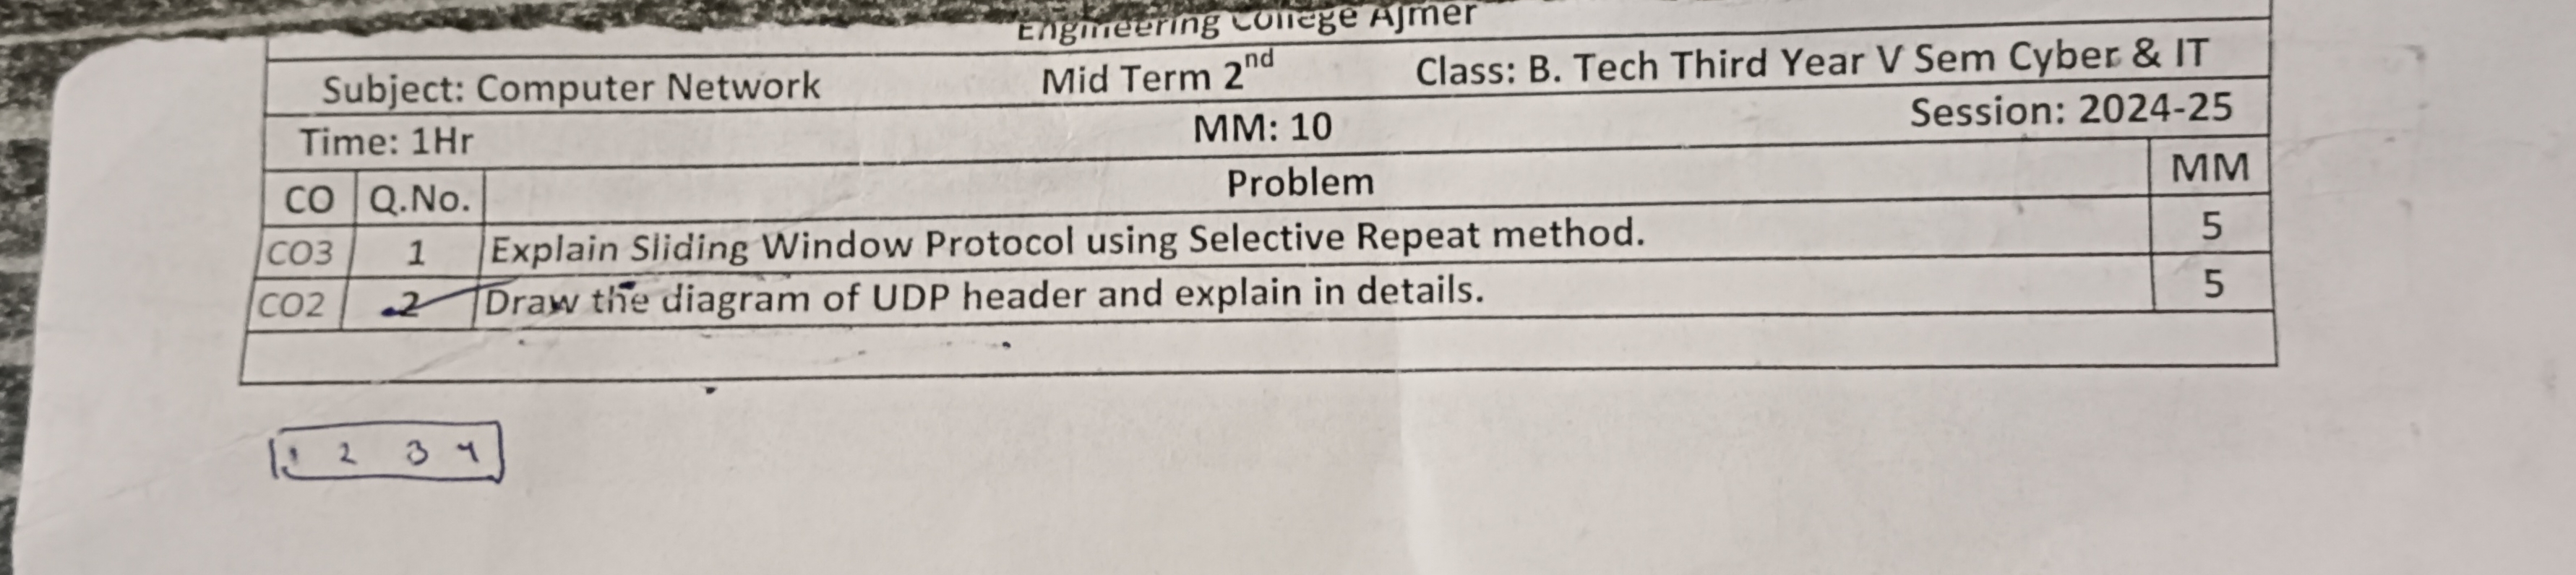 Engineering College Ajmer
Subject: Computer Network Mid Term 2nd Class: B. Tech Third Year V Sem Cyber & IT
Time: 1Hr MM: 10 Session: 2024-25
CO Q.No. Problem MM
CO3 1 Explain Sliding Window Protocol using Selective Repeat method. 5
CO2 2 Draw the diagram of UDP header and explain in details. 5
1 2 3 4